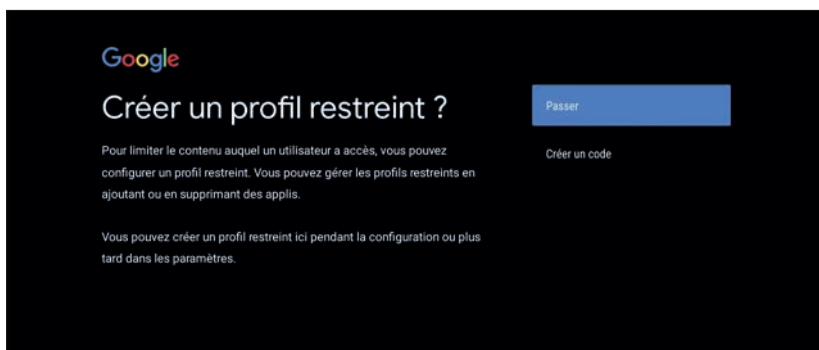 Google
Créer un profil restreint ?
Pour limiter le contenu auquel un utilisateur a accès, vous pouvez
configurer un profil restreint. Vous pouvez gérer les profils restreints en
ajoutant ou en supprimant des applis.
Vous pouvez créer un profil restreint ici pendant la configuration ou plus
tard dans les paramètres.
Passer
Créer un code